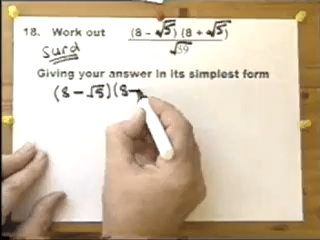 18. Work out (8 - √5) (8 + √5)
√59
Surd
Giving your answer in its simplest form
(8 - √5)(8-